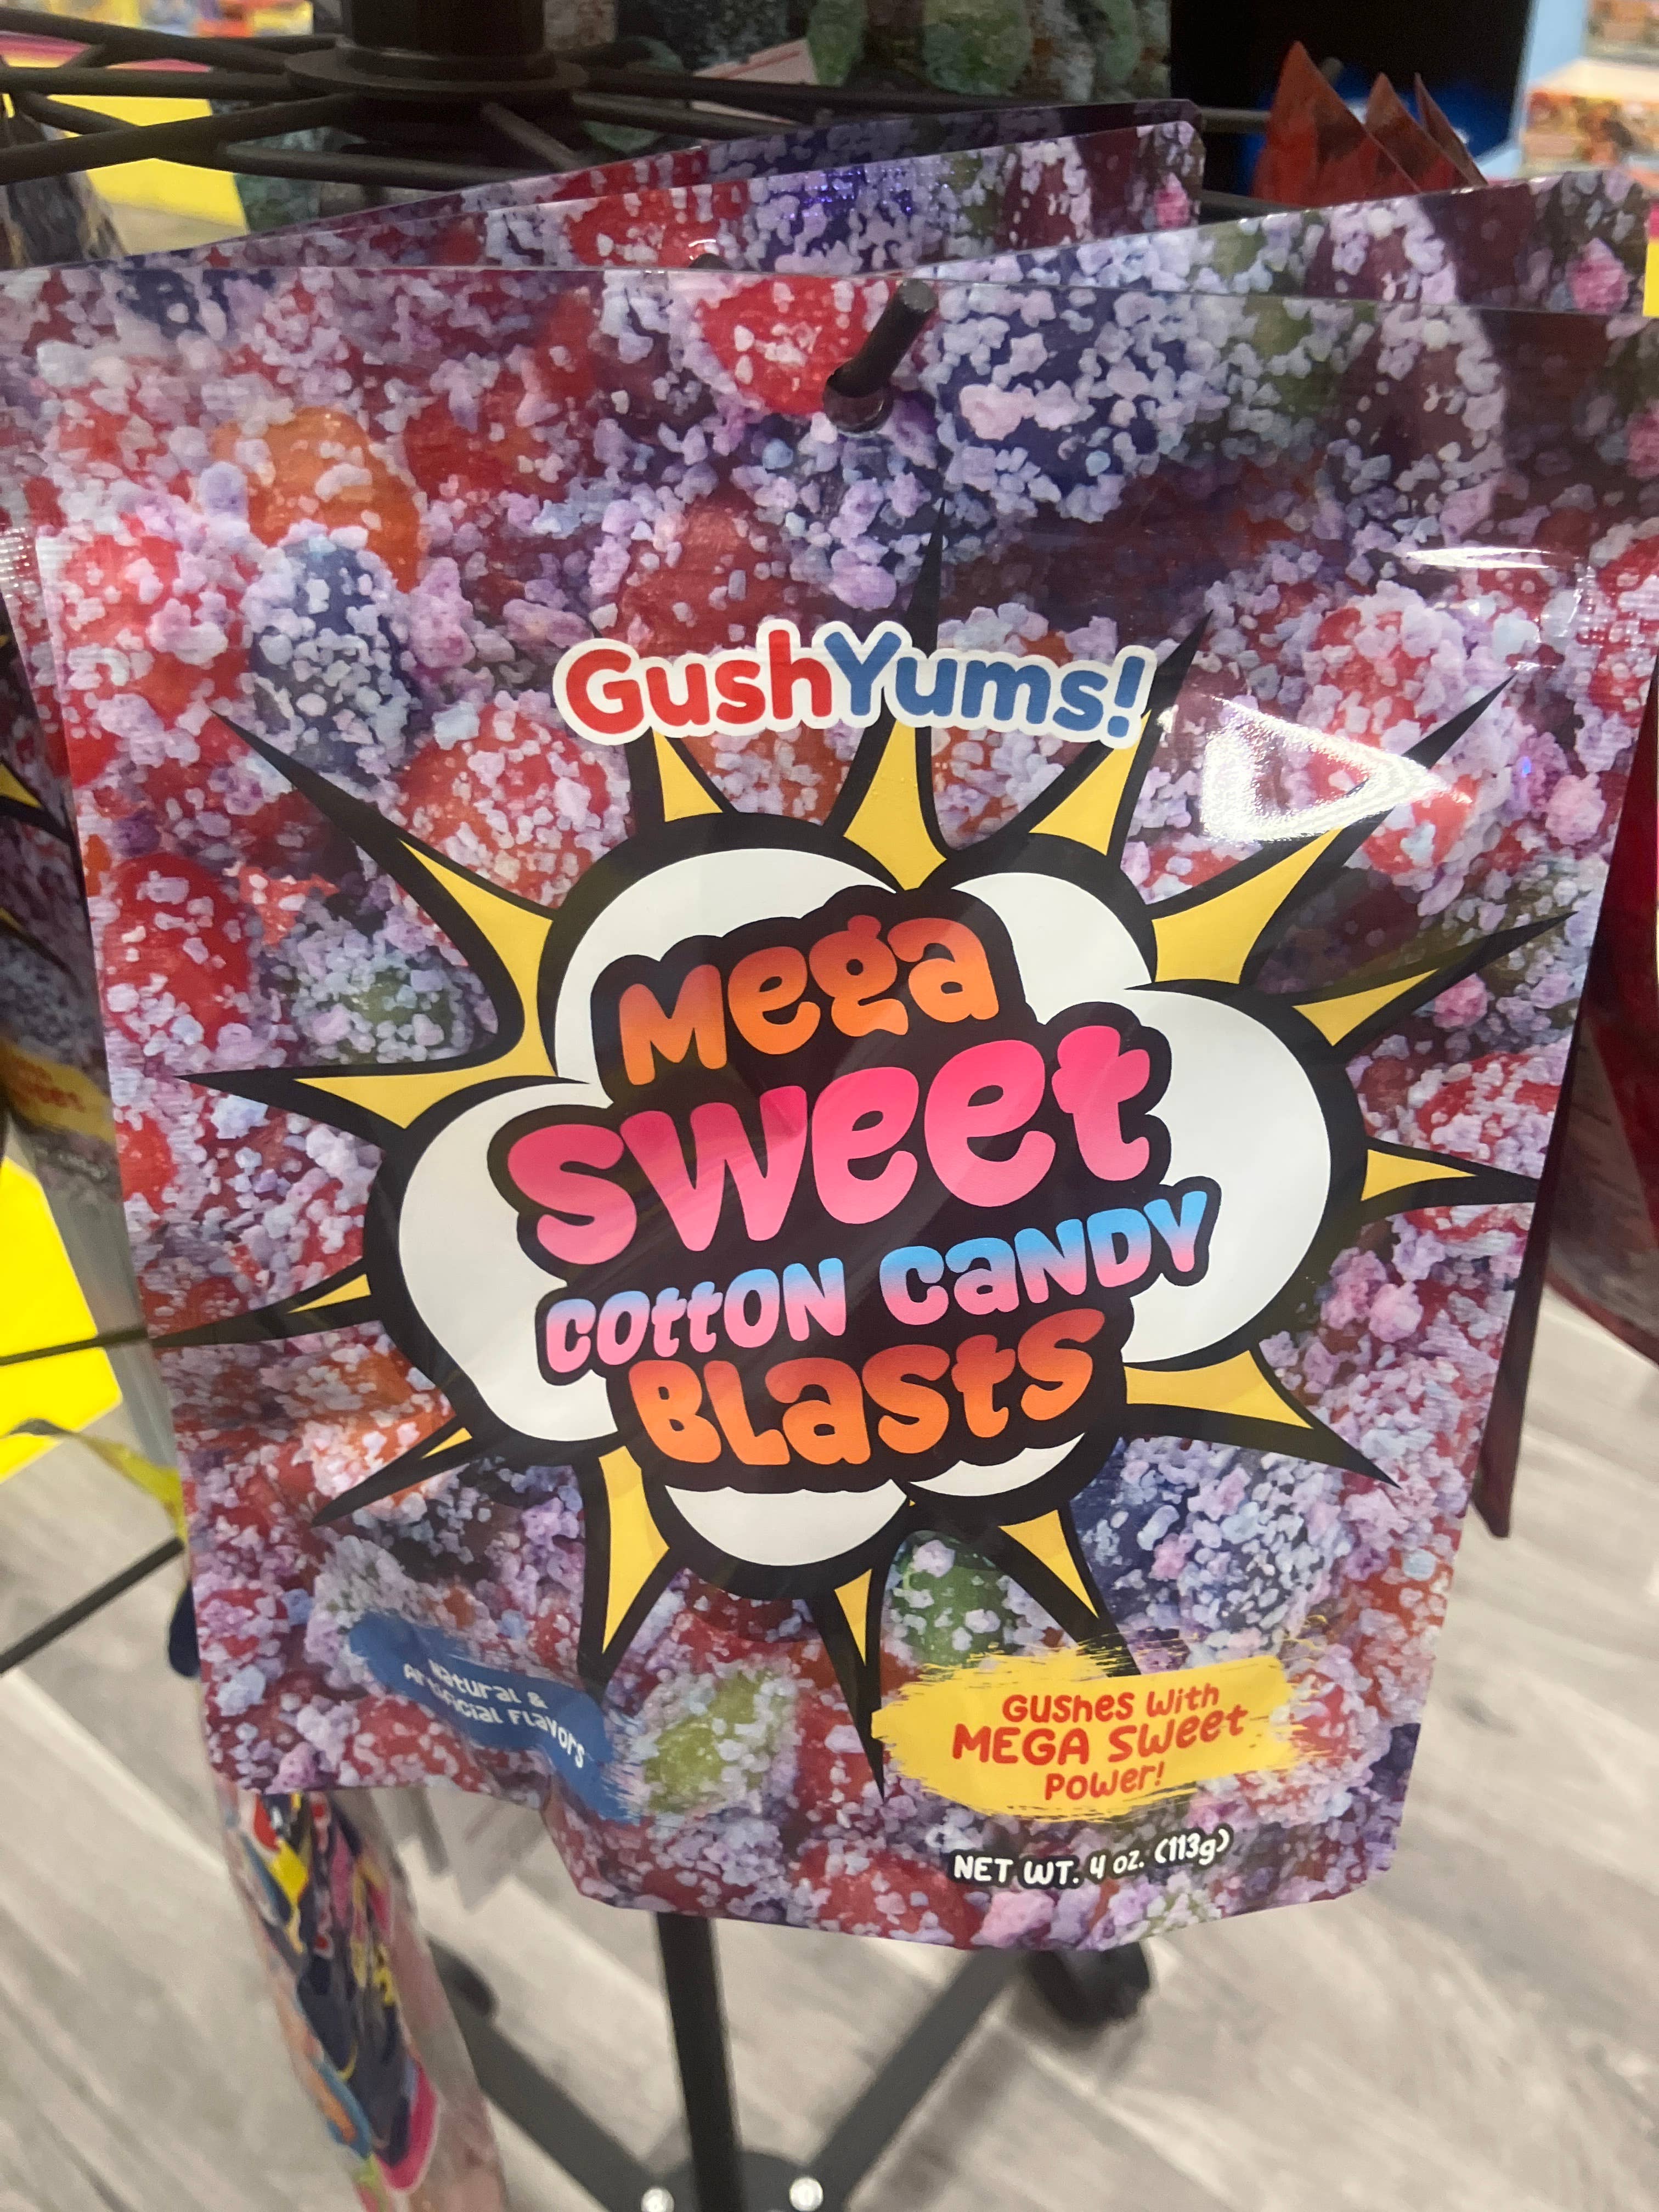 GushYums!
Mega
Sweet
Cotton Candy
Blasts
Natural &
Artificial Flavors
Gushes with
MEGA Sweet
Power!
NET WT. 4 oz. (113g)